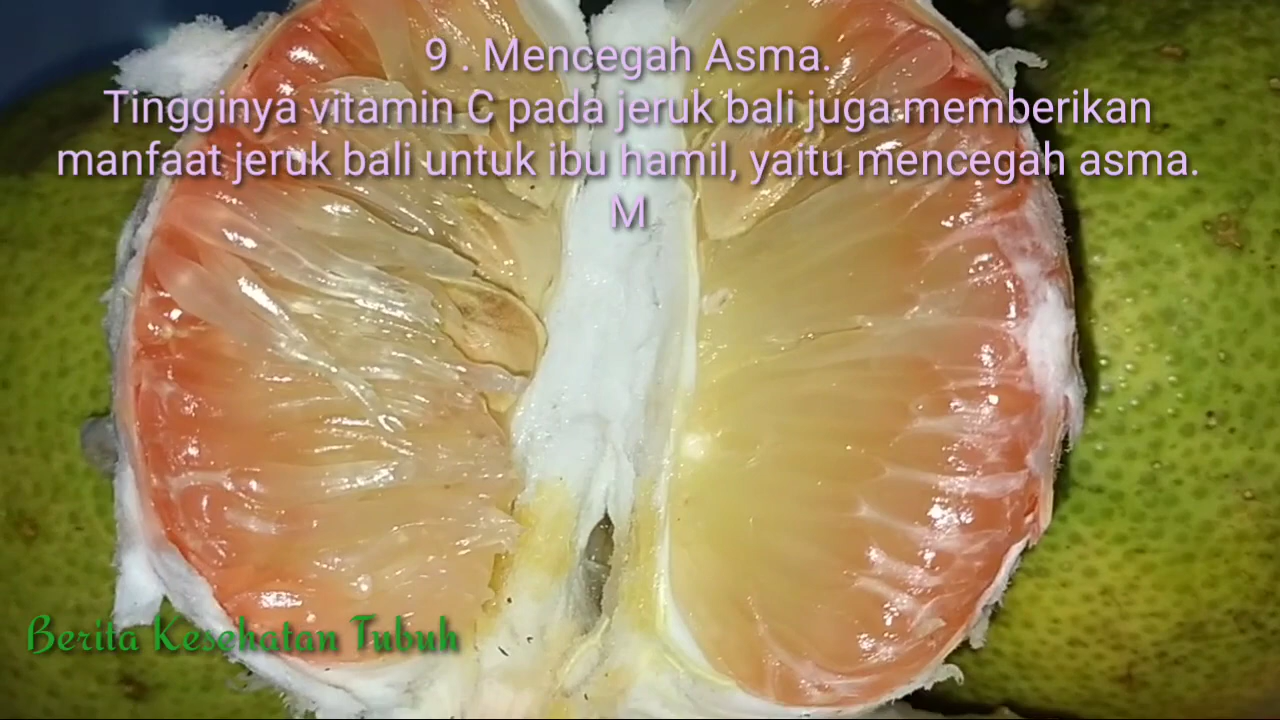 9 . Mencegah Asma.
Tingginya vitamin C pada jeruk bali juga memberikan
manfaat jeruk bali untuk ibu hamil, yaitu mencegah asma.
M
Berita Kesehatan Tubuh